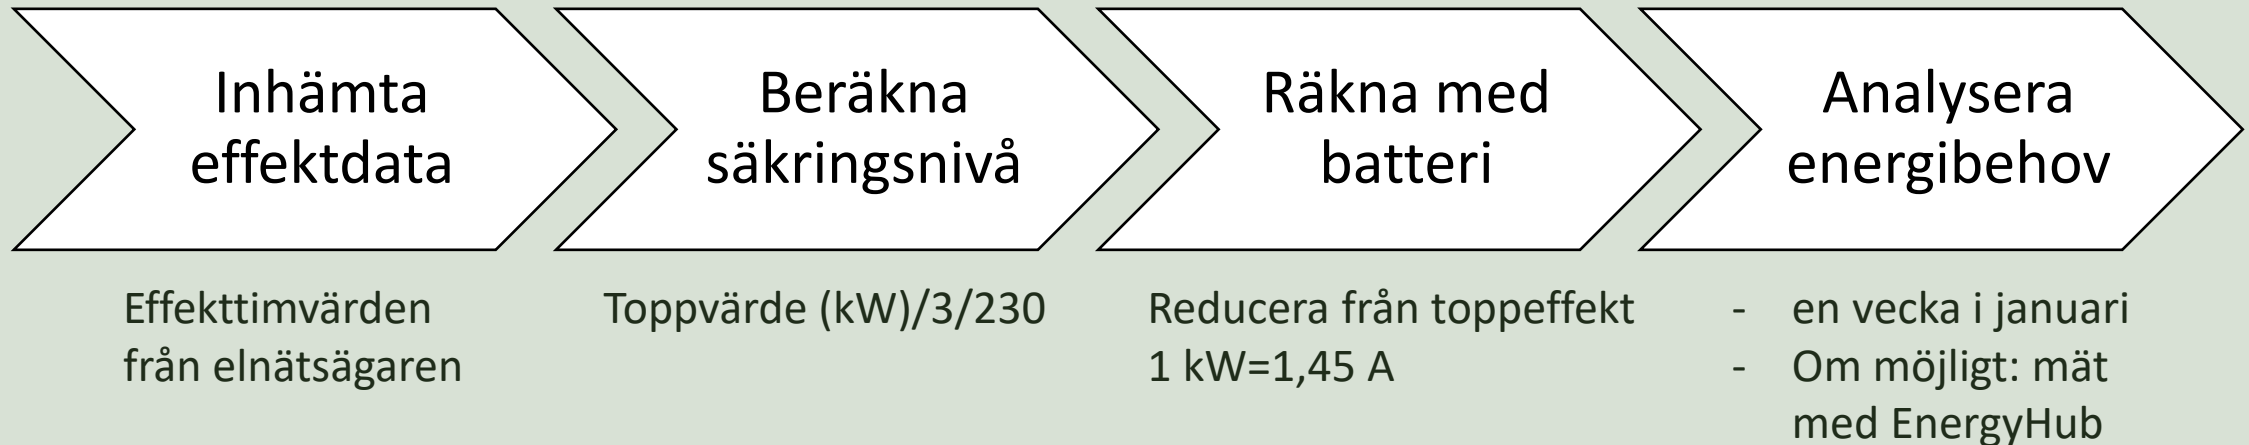 Inhämta
effektdata
Beräkna
säkringsnivå
Räkna med
batteri
Analysera
energibehov
Effekttimvärden
från elnätsägaren
Toppvärde (kW)/3/230
Reducera från toppeffekt
1 kW=1,45 A
- en vecka i januari
- Om möjligt: mät
med EnergyHub